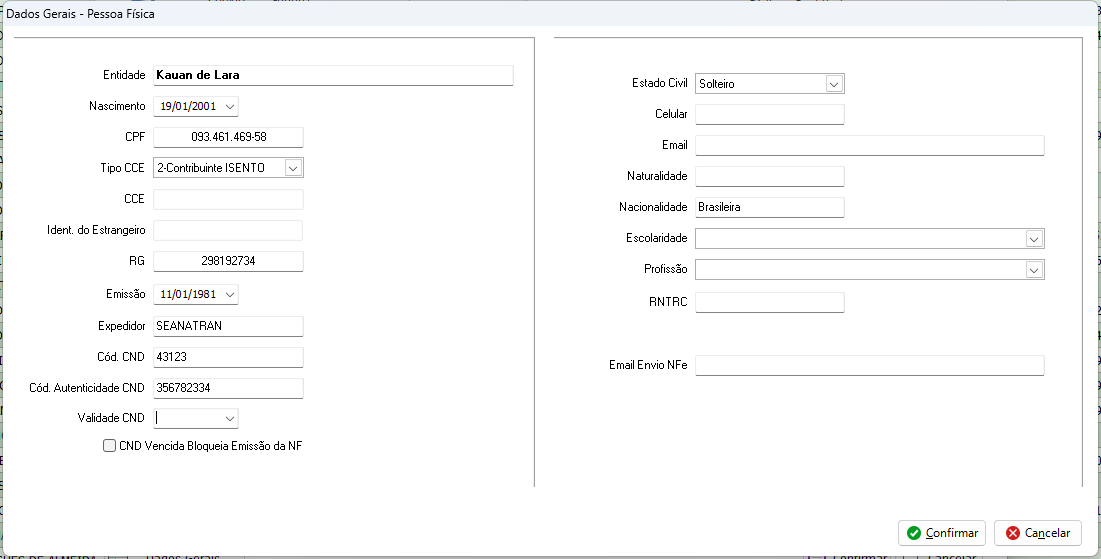 Dados Gerais - Pessoa Física
Entidade Kauan de Lara
Nascimento 19/01/2001
CPF 093.461.469-58
Tipo CCE 2-Contribuinte ISENTO
CCE
Ident. do Estrangeiro
RG 298192734
Emissão 11/01/1981
Expedidor SEANATRAN
Cód. CND 43123
Cód. Autenticidade CND 356782334
Validade CND
CND Vencida Bloqueia Emissão da NF
Estado Civil Solteiro
Celular
Email
Naturalidade
Nacionalidade Brasileira
Escolaridade
Profissão
RNTRC
Email Envio NFe
Confirmar Cancelar